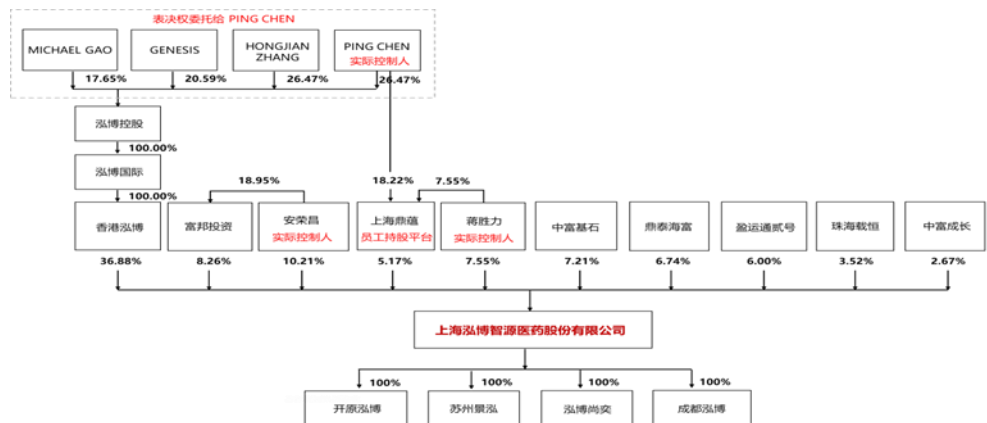 表决权委托给 PING CHEN
MICHAEL GAO
GENESIS
HONGJIAN
ZHANG
PING CHEN
实际控制人
17.65%
20.59%
26.47%
26.47%
泓博控股
100.00%
泓博国际
100.00%
18.95%
18.22%
7.55%
香港泓博
富邦投资
安荣昌
实际控制人
上海鼎蕴
员工持股平台
蒋胜力
实际控制人
中富基石
鼎泰海富
盈运通贰号
珠海载恒
中富成长
36.88%
8.26%
10.21%
5.17%
7.55%
7.21%
6.74%
6.00%
3.52%
2.67%
上海泓博智源医药股份有限公司
100%
100%
100%
100%
开原泓博
苏州景泓
泓博尚奕
成都泓博